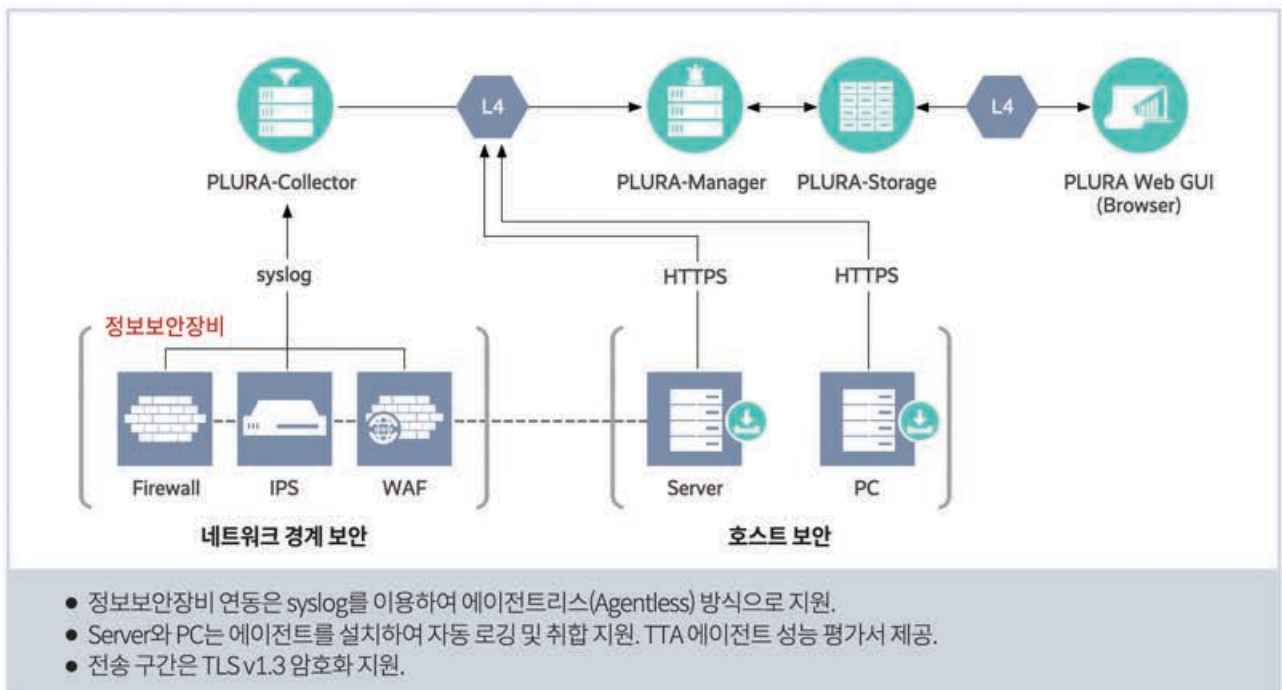 L4
L4
PLURA-Collector
PLURA-Manager
PLURA-Storage
PLURA Web GUI
(Browser)
syslog
HTTPS
HTTPS
정보보안장비
Firewall
IPS
WAF
Server
PC
네트워크 경계 보안
호스트 보안
● 정보보안장비 연동은 syslog를 이용하여 에이전트리스(Agentless) 방식으로 지원.
● Server와 PC는 에이전트를 설치하여 자동 로깅 및 취합 지원. TTA 에이전트 성능 평가서 제공.
● 전송 구간은 TLS v1.3 암호화 지원.